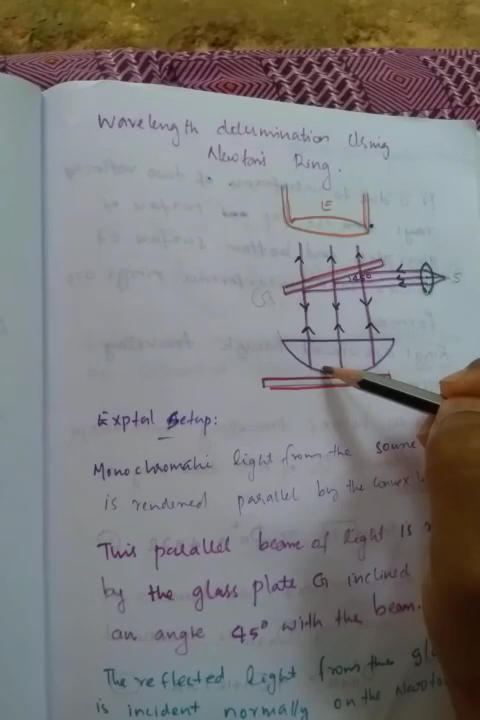 Wavelength determination Using
Newton's Ring.
E
G
45°
S
Exptal Setup:
Monochromatic light from the source
is rendered parallel by the convex
This parallel beam of light is
by the glass plate G inclined
an angle 45° with the beam.
The reflected light from the
is incident normally on the Newto